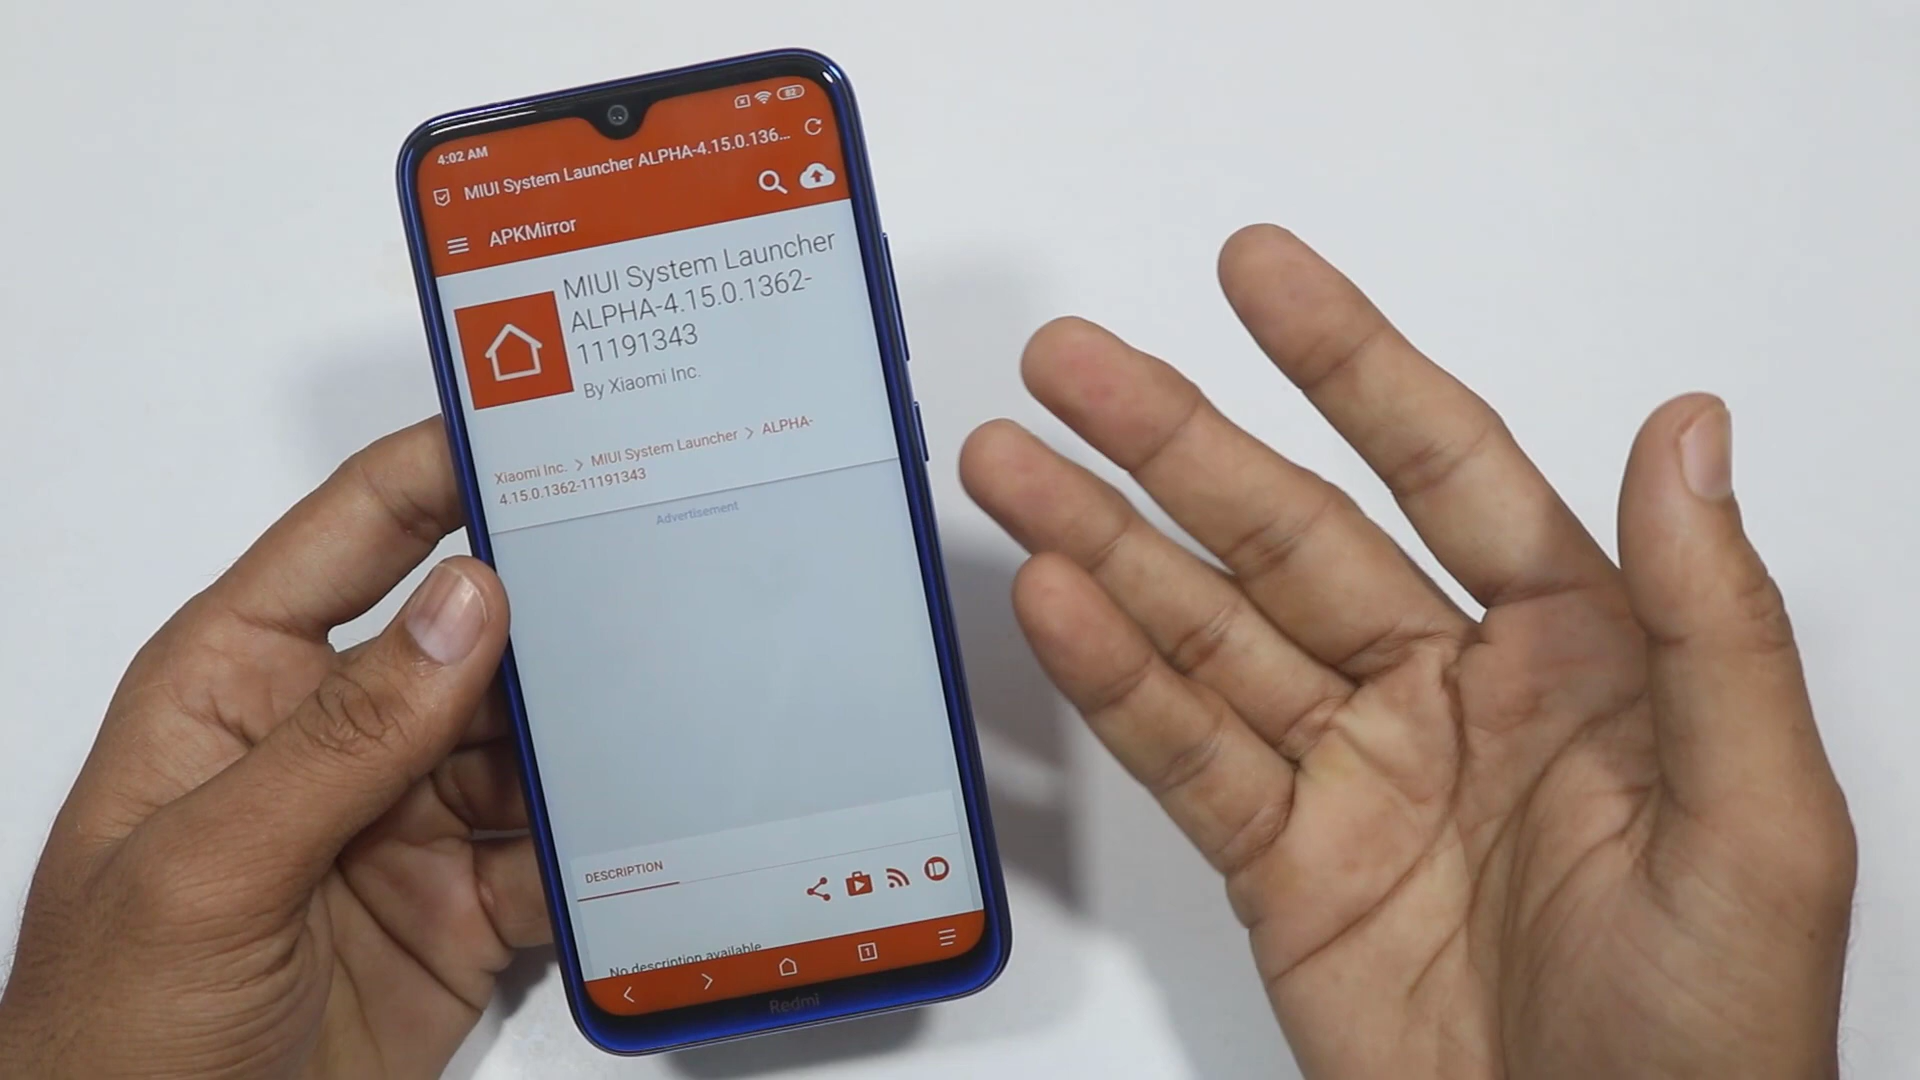 4:02 AM
82
MIUI System Launcher ALPHA-4.15.0.136...
APKMirror
MIUI System Launcher
ALPHA-4.15.0.1362-
11191343
By Xiaomi Inc.
Xiaomi Inc. > MIUI System Launcher > ALPHA-
4.15.0.1362-11191343
Advertisement
DESCRIPTION
No description available
1
Redmi